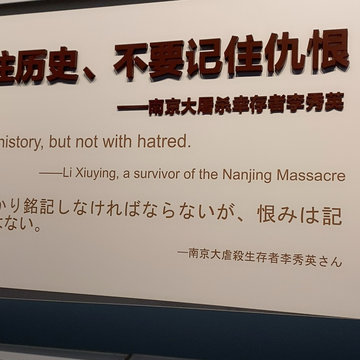 历史、不要记住仇恨
——南京大屠杀幸存者李秀英
history, but not with hatred.
——Li Xiuying, a survivor of the Nanjing Massacre
り銘記しなければならないが、恨みは記
ない。
—南京大虐殺生存者李秀英さん